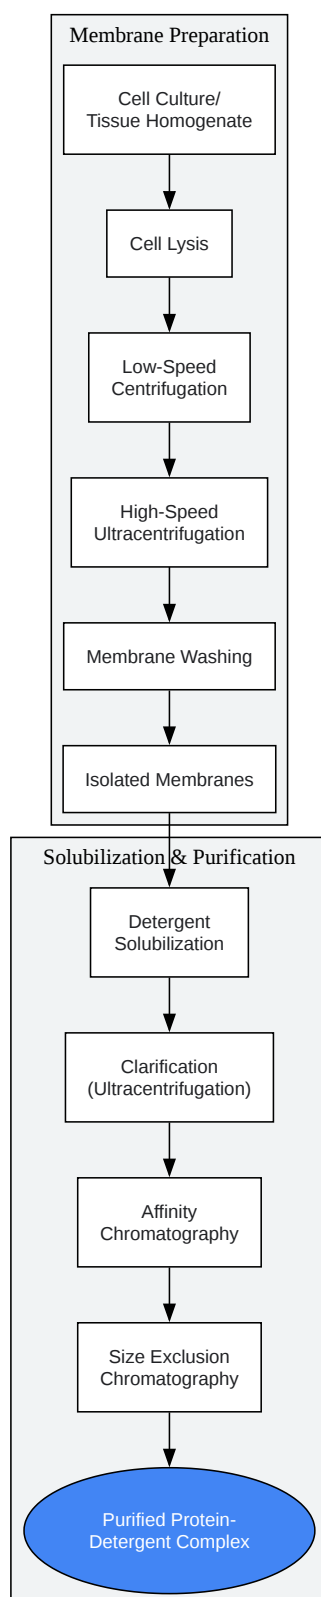 Membrane Preparation
Cell Culture/
Tissue Homogenate
Cell Lysis
Low-Speed
Centrifugation
High-Speed
Ultracentrifugation
Membrane Washing
Isolated Membranes
Solubilization & Purification
Detergent
Solubilization
Clarification
(Ultracentrifugation)
Affinity
Chromatography
Size Exclusion
Chromatography
Purified Protein-
Detergent Complex